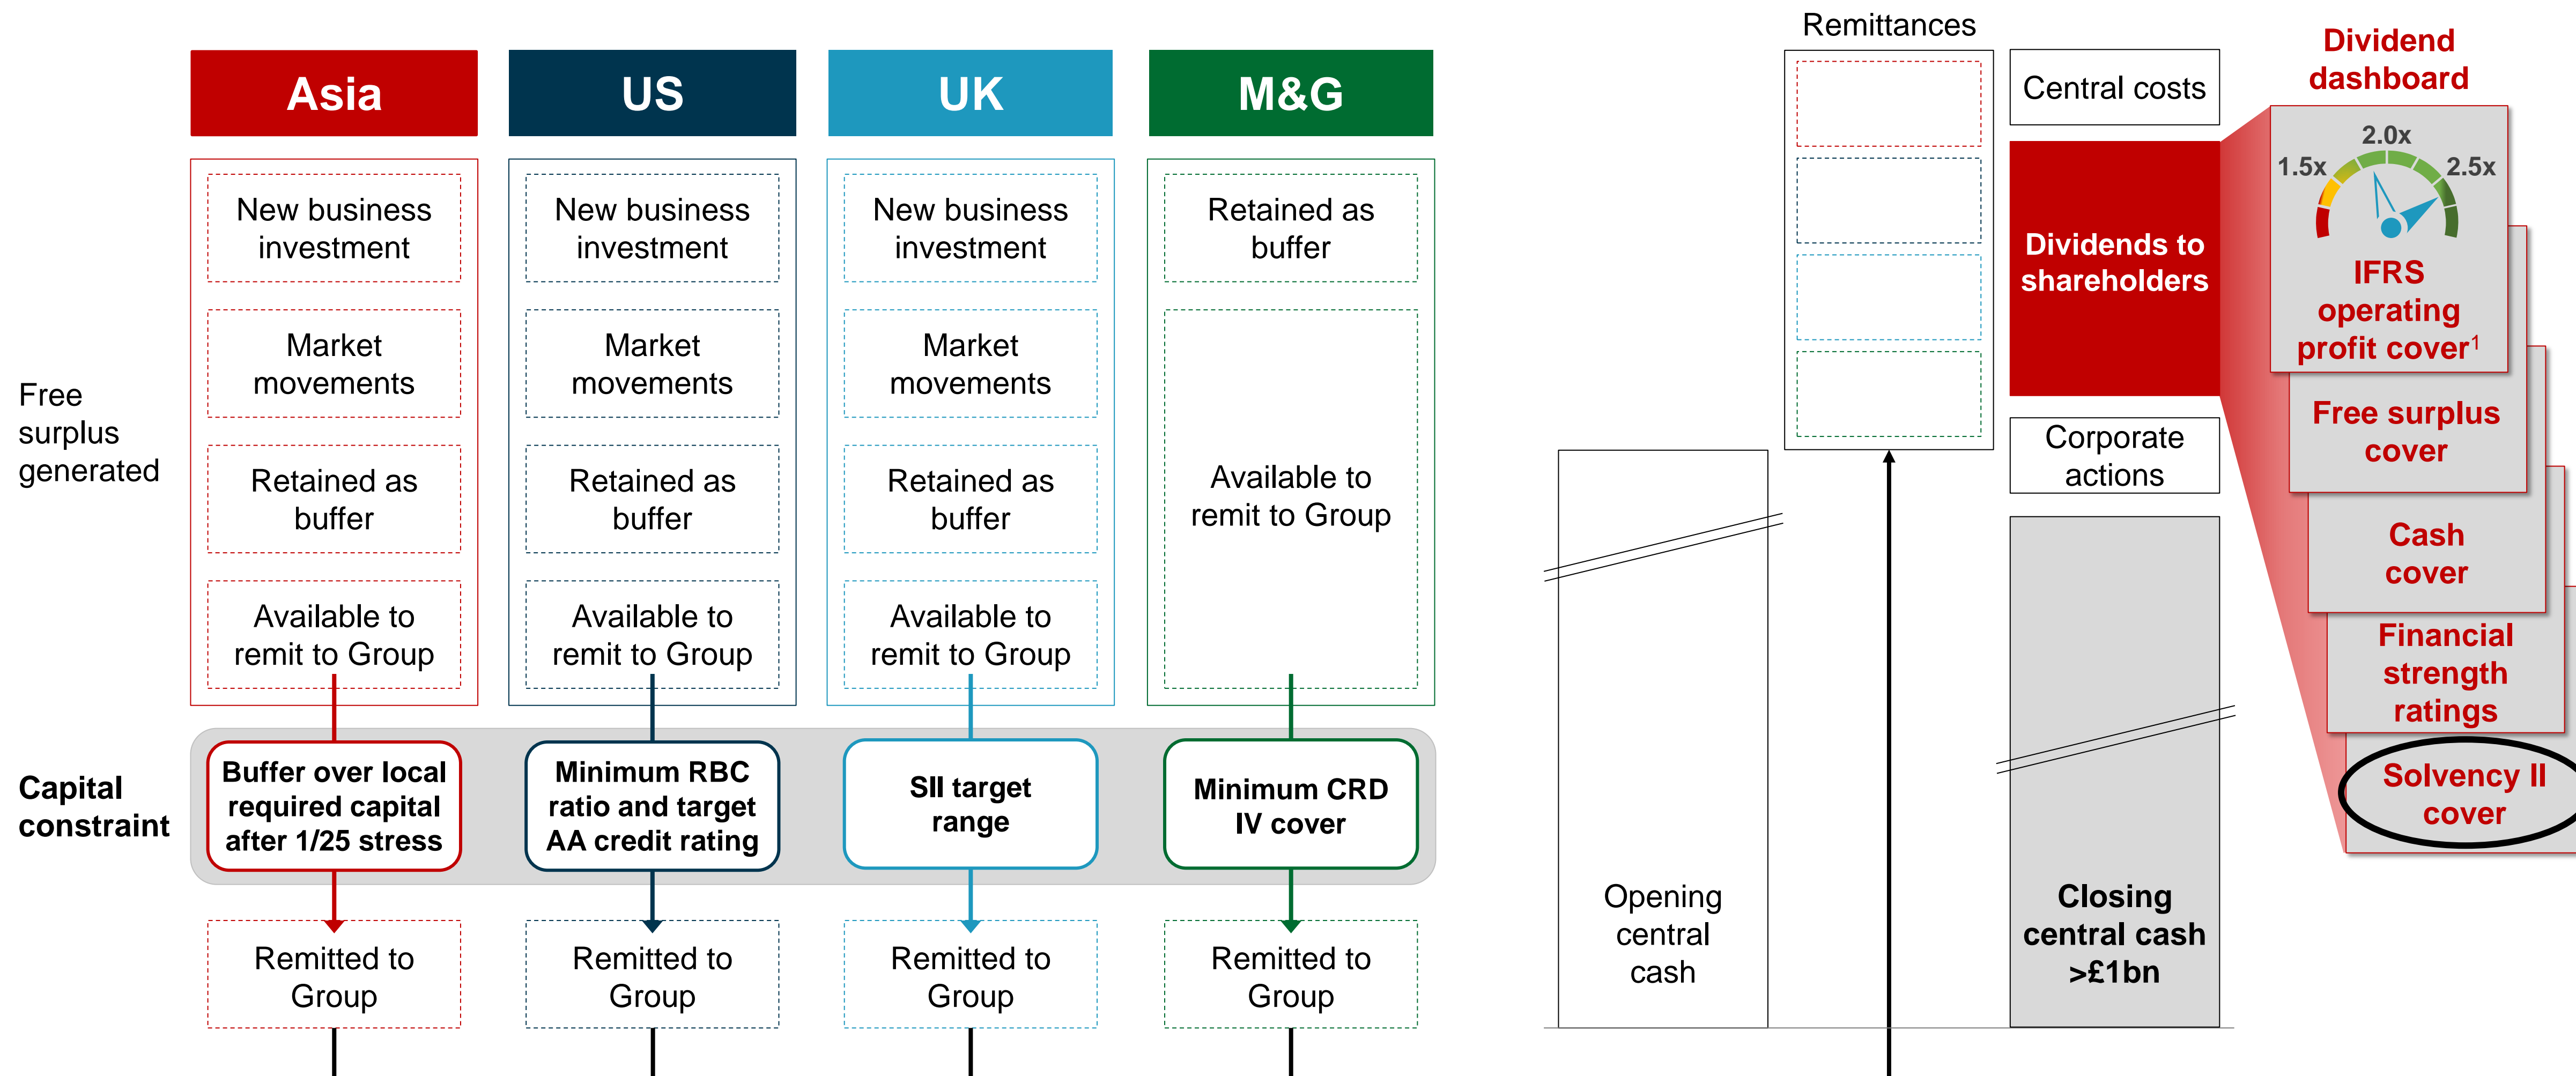 Asia
US
UK
M&G
Free
surplus
generated
New business
investment
Market
movements
Retained as
buffer
Available to
remit to Group
New business
investment
Market
movements
Retained as
buffer
Available to
remit to Group
New business
investment
Market
movements
Retained as
buffer
Available to
remit to Group
Retained as
buffer
Available to
remit to Group
Capital
constraint
Buffer over local
required capital
after 1/25 stress
Minimum RBC
ratio and target
AA credit rating
SII target
range
Minimum CRD
IV cover
Remitted to
Group
Remitted to
Group
Remitted to
Group
Remitted to
Group
Opening
central
cash
Remittances
Central costs
Dividends to
shareholders
Corporate
actions
Closing
central cash
>£1bn
Dividend
dashboard
2.0x
1.5x
2.5x
IFRS
operating
profit cover¹
Free surplus
cover
Cash
cover
Financial
strength
ratings
Solvency II
cover